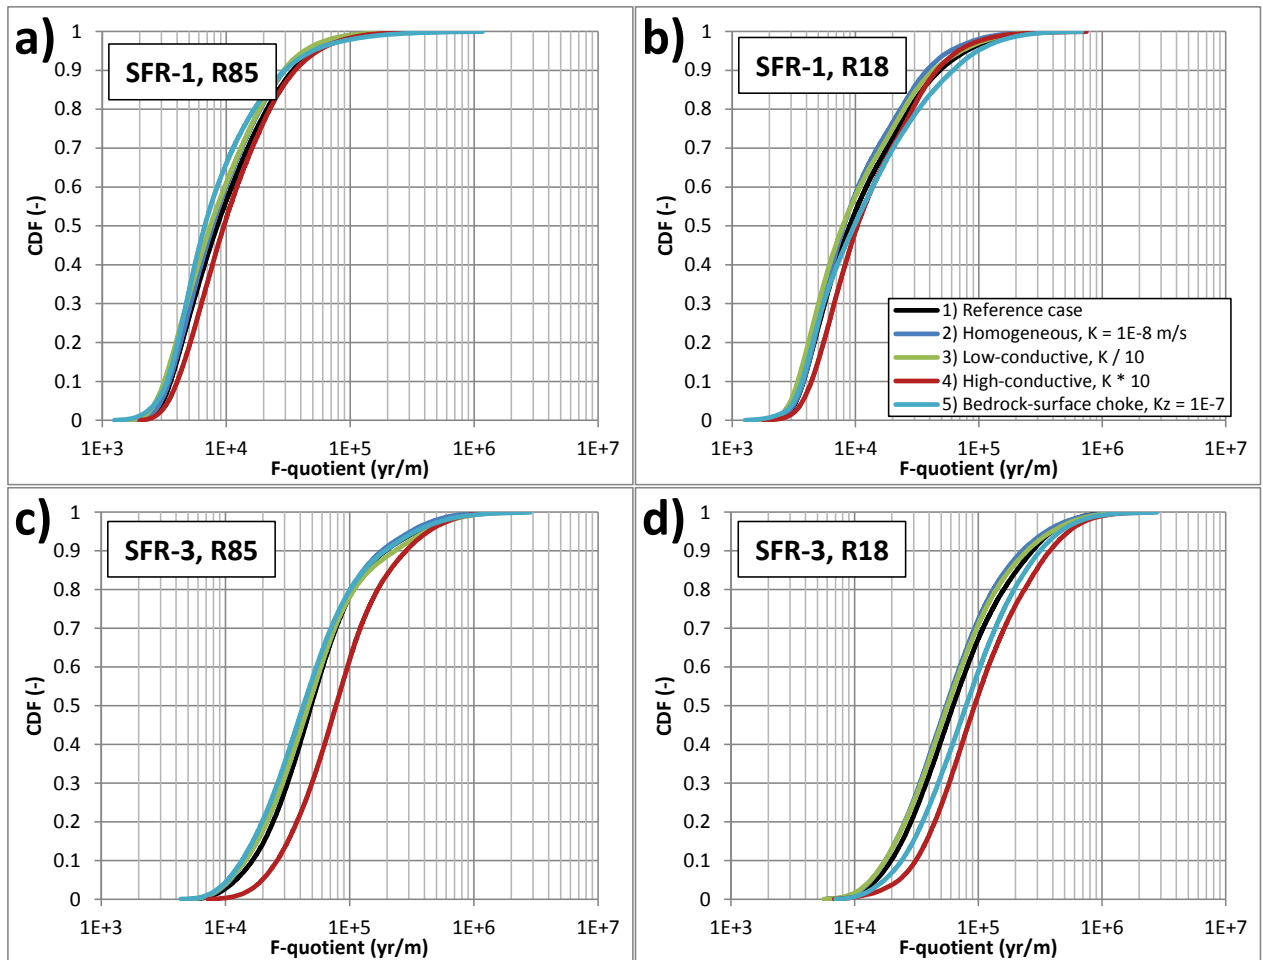 a)
SFR-1, R85
CDF (-)
1
0.9
0.8
0.7
0.6
0.5
0.4
0.3
0.2
0.1
0
1E+3 1E+4 1E+5 1E+6 1E+7
F-quotient (yr/m)
b)
SFR-1, R18
CDF (-)
1
0.9
0.8
0.7
0.6
0.5
0.4
0.3
0.2
0.1
0
1) Reference case
2) Homogeneous, K = 1E-8 m/s
3) Low-conductive, K / 10
4) High-conductive, K * 10
5) Bedrock-surface choke, Kz = 1E-7
1E+3 1E+4 1E+5 1E+6 1E+7
F-quotient (yr/m)
c)
SFR-3, R85
CDF (-)
1
0.9
0.8
0.7
0.6
0.5
0.4
0.3
0.2
0.1
0
1E+3 1E+4 1E+5 1E+6 1E+7
F-quotient (yr/m)
d)
SFR-3, R18
CDF (-)
1
0.9
0.8
0.7
0.6
0.5
0.4
0.3
0.2
0.1
0
1E+3 1E+4 1E+5 1E+6 1E+7
F-quotient (yr/m)